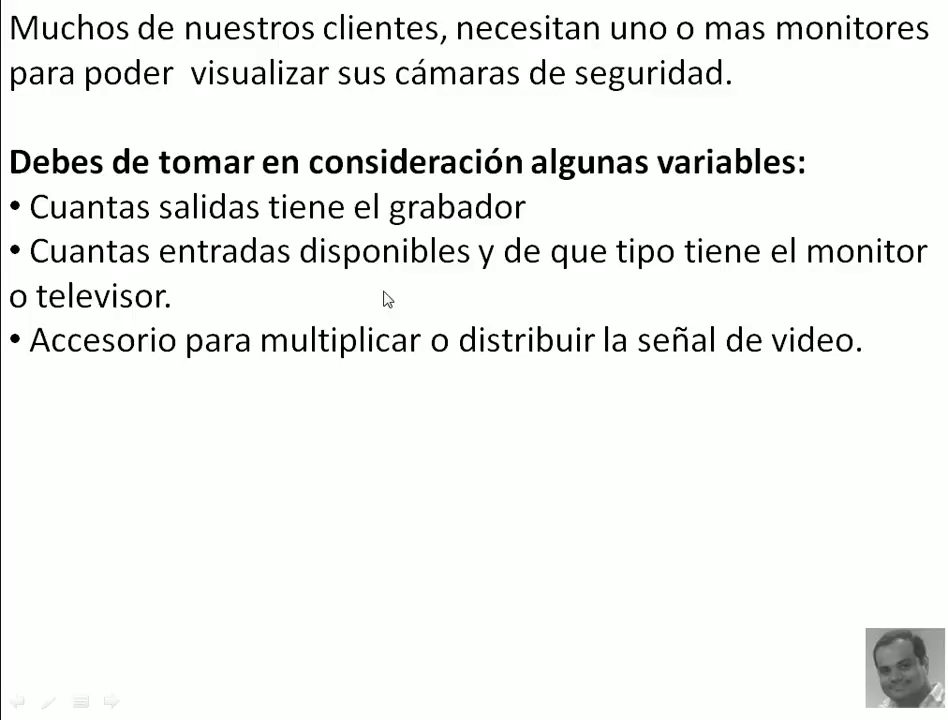 Muchos de nuestros clientes, necesitan uno o mas monitores
para poder  visualizar sus cámaras de seguridad.
Debes de tomar en consideración algunas variables:
• Cuantas salidas tiene el grabador
• Cuantas entradas disponibles y de que tipo tiene el monitor
o televisor.
• Accesorio para multiplicar o distribuir la señal de video.